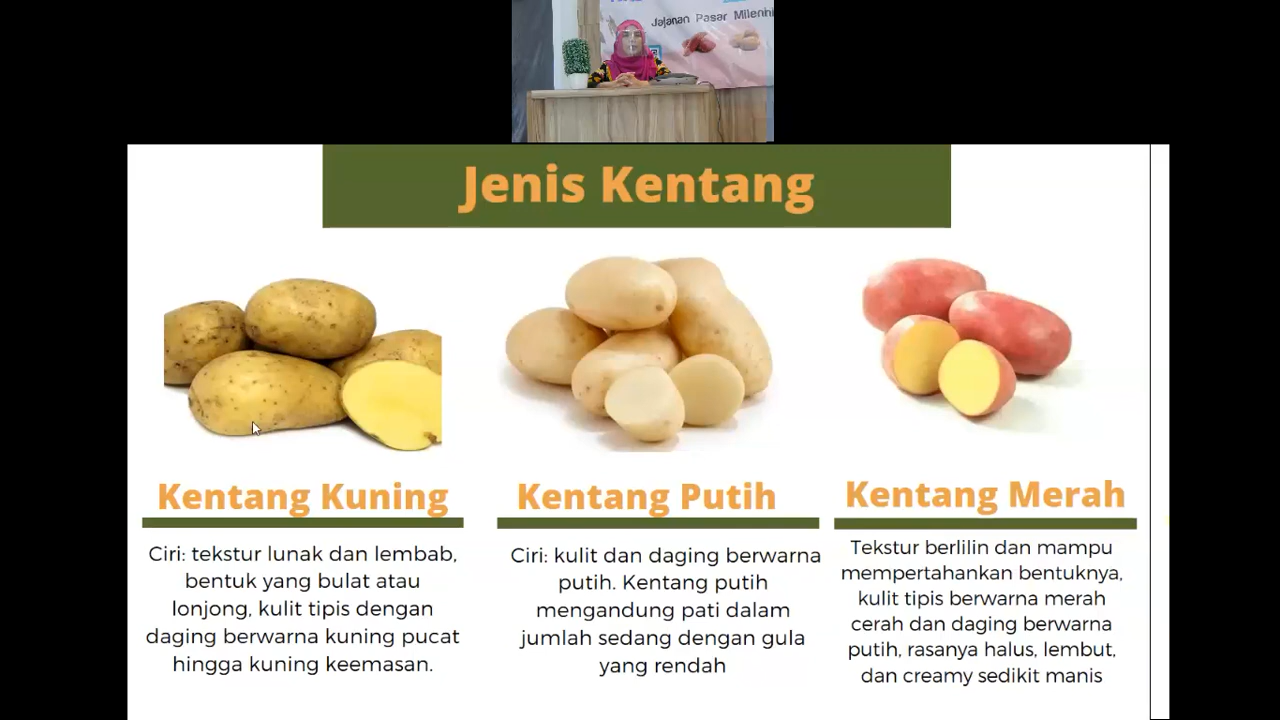 Jajanan Pasar Mileni
Jenis Kentang
Kentang Kuning
Ciri: tekstur lunak dan lembab,
bentuk yang bulat atau
lonjong, kulit tipis dengan
daging berwarna kuning pucat
hingga kuning keemasan.
Kentang Putih
Ciri: kulit dan daging berwarna
putih. Kentang putih
mengandung pati dalam
jumlah sedang dengan gula
yang rendah
Kentang Merah
Tekstur berlilin dan mampu
mempertahankan bentuknya,
kulit tipis berwarna merah
cerah dan daging berwarna
putih, rasanya halus, lembut,
dan creamy sedikit manis